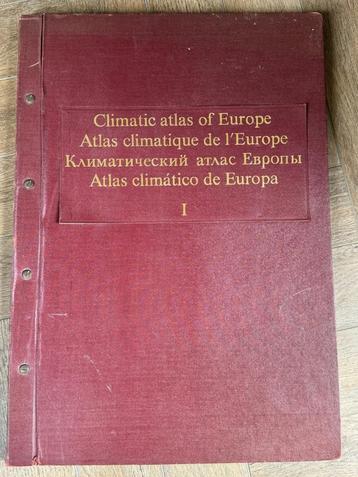 Climatic atlas of Europe
Atlas climatique de l'Europe
Климатический атлас Европы
Atlas climático de Europa
I